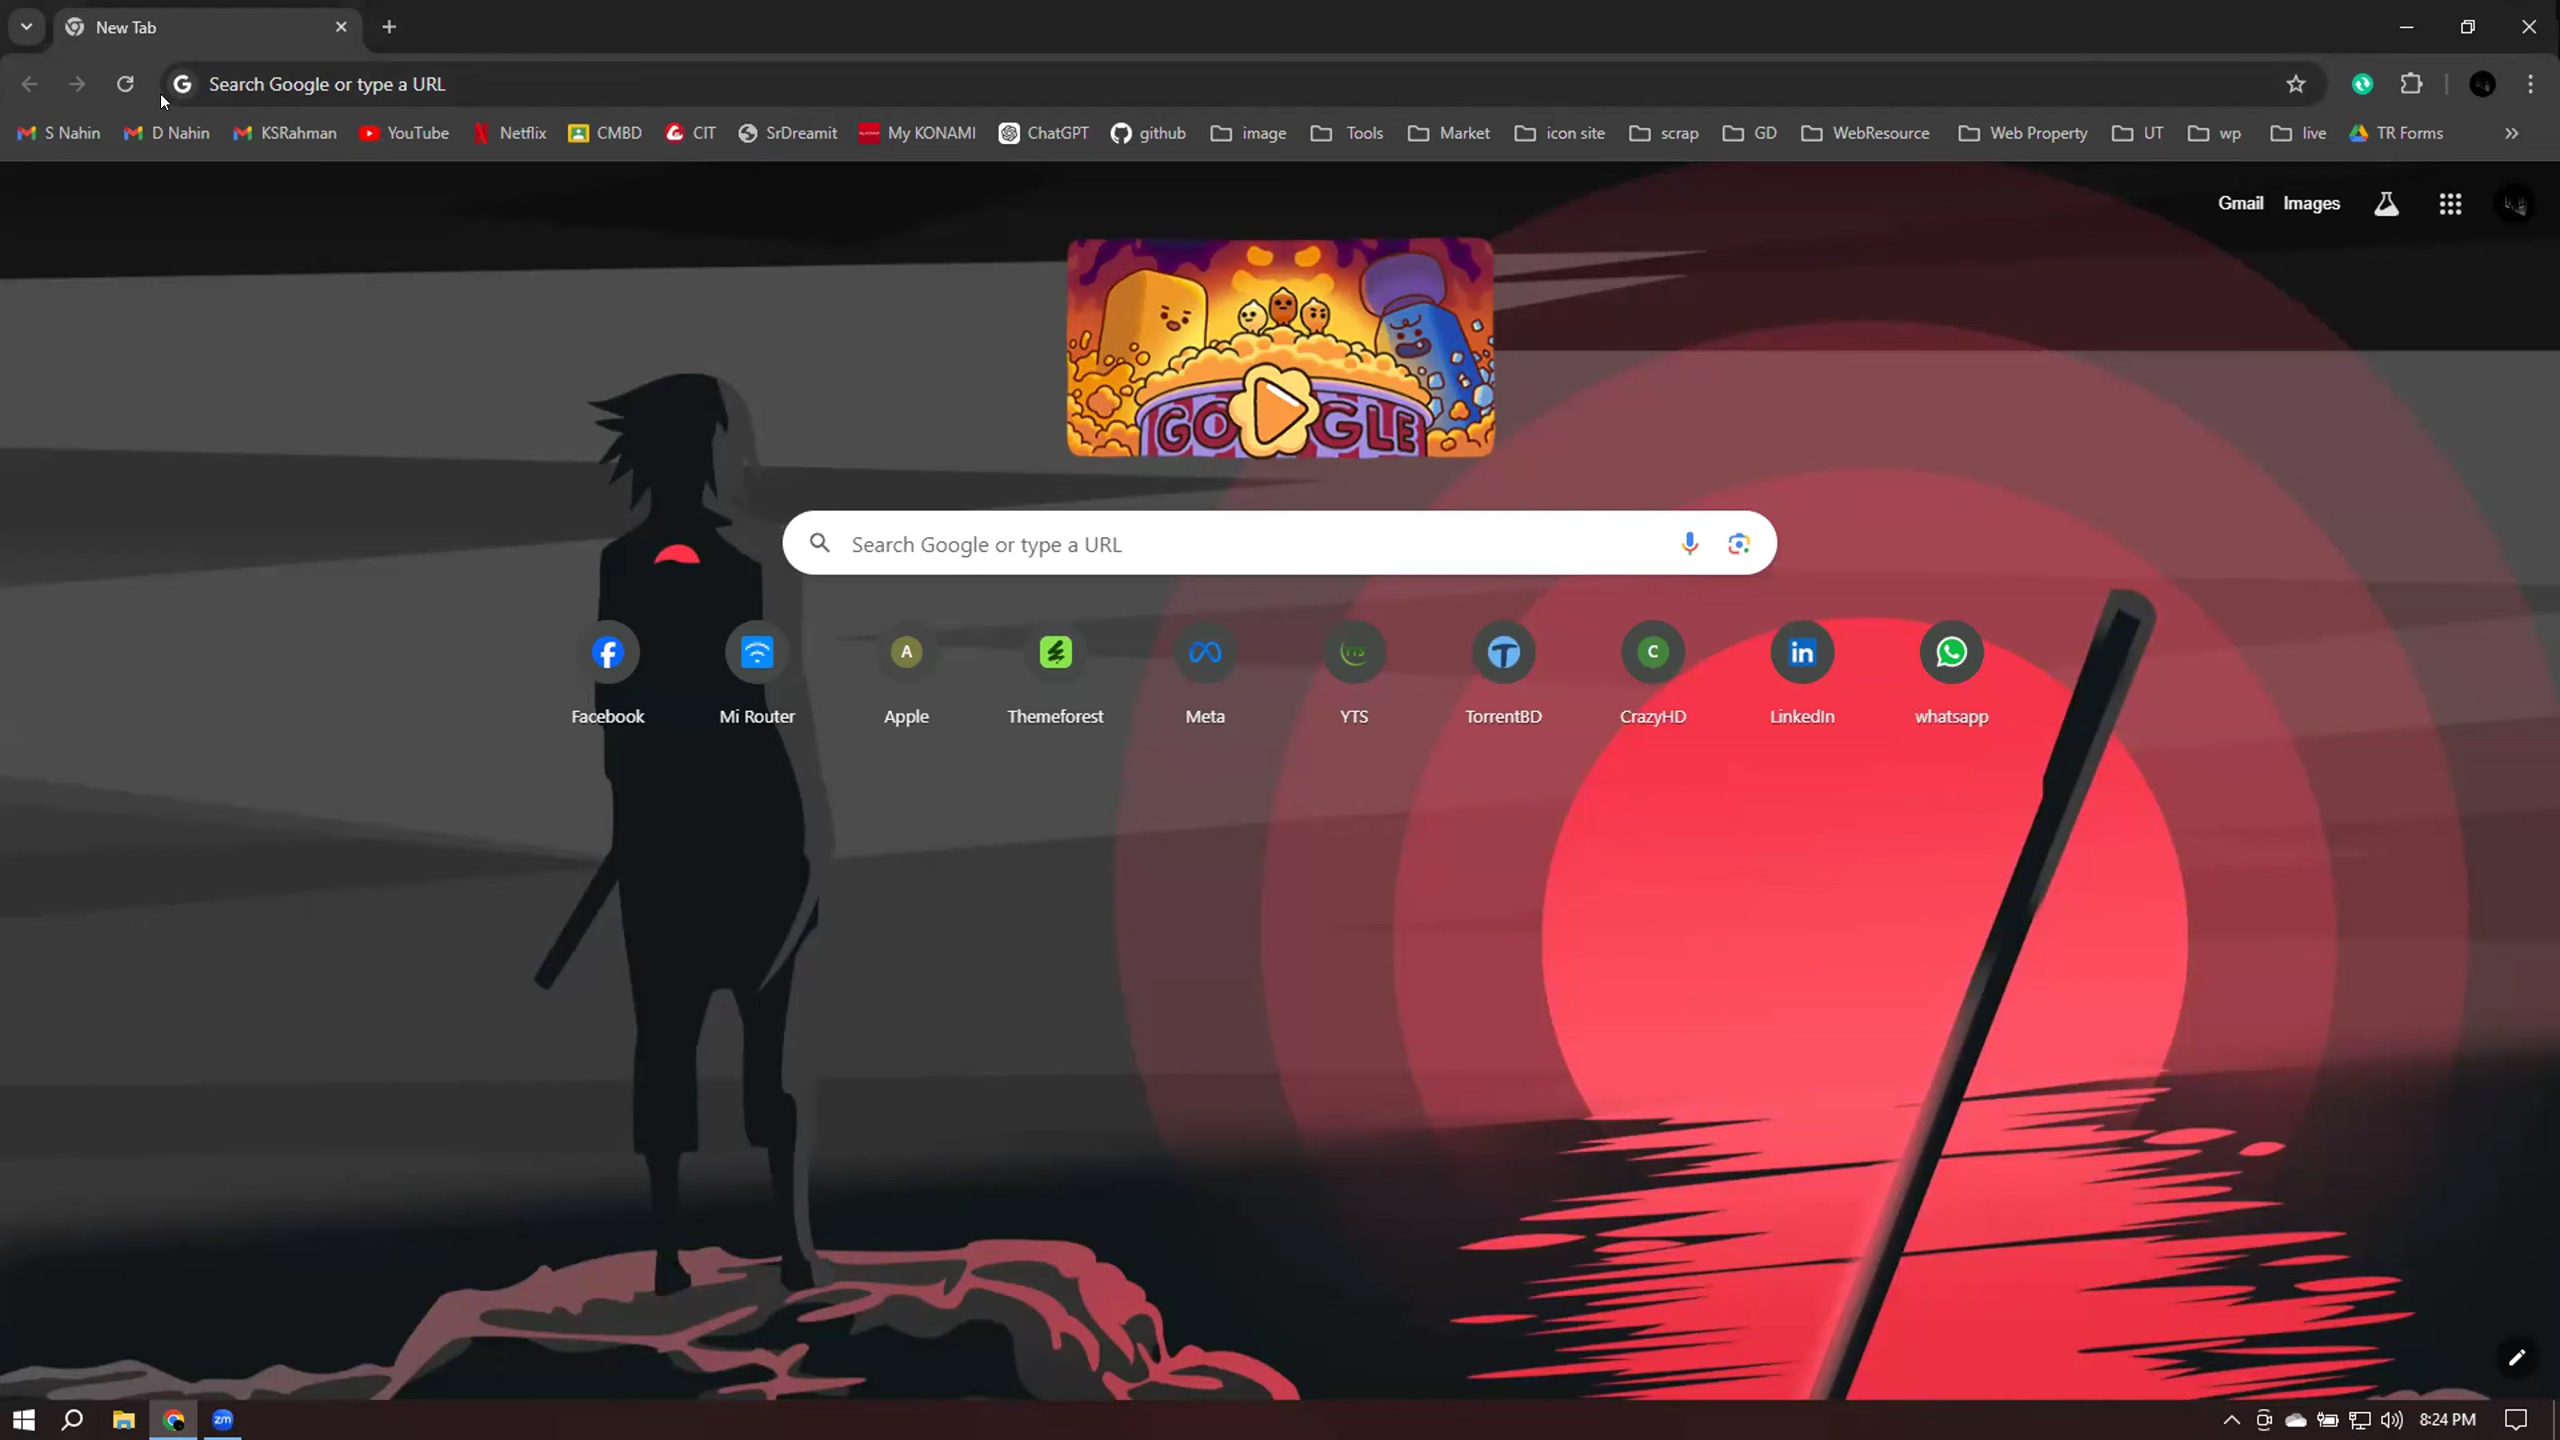 New Tab
Search Google or type a URL
S Nahin D Nahin KSRahman YouTube Netflix CMBD CIT SrDreamit My KONAMI ChatGPT github image Tools Market icon site scrap GD WebResource Web Property UT wp live TR Forms
Gmail Images
GOOGLE
Search Google or type a URL
A YTS C
Facebook Mi Router Apple Themeforest Meta YTS TorrentBD CrazyHD LinkedIn whatsapp
zm 8:24 PM